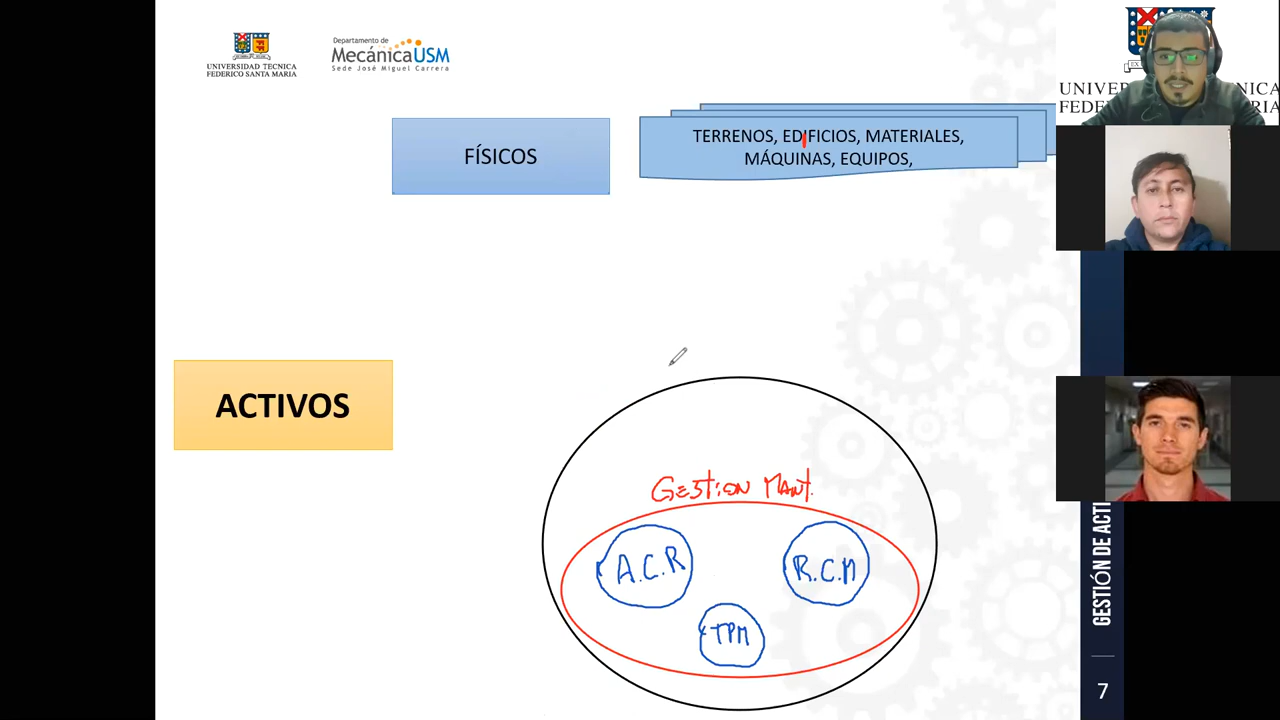 UNIVERSIDAD TECNICA
FEDERICO SANTA MARIA
Departamento de
MecánicaUSM
Sede José Miguel Carrera
FÍSICOS
TERRENOS, EDIFICIOS, MATERIALES,
MÁQUINAS, EQUIPOS,
ACTIVOS
GESTION MANT.
A.C.R
R.C.M
TPM
GESTIÓN DE ACTI
7